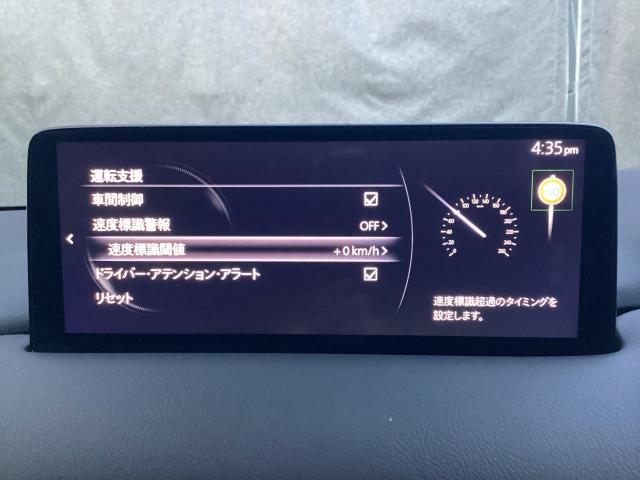 4:35pm
運転支援
車間制御
速度標識警報 OFF
速度標識閾値 +0 km/h
ドライバー・アテンション・アラート
リセット
速度標識超過のタイミングを
設定します。